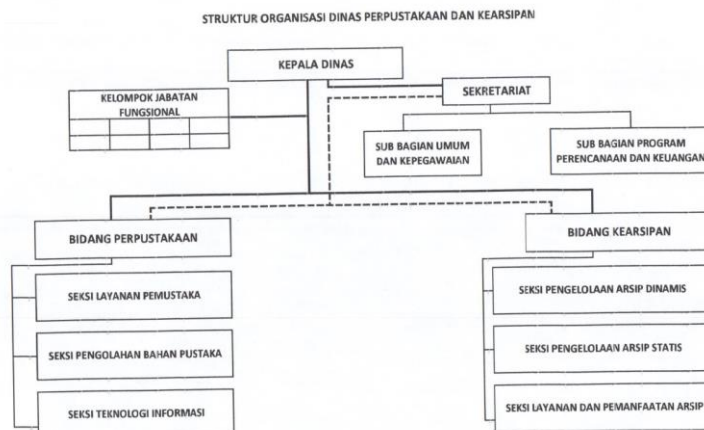 STRUKTUR ORGANISASI DINAS PERPUSTAKAAN DAN KEARSIPAN
KEPALA DINAS
KELOMPOK JABATAN
FUNGSIONAL
SEKRETARIAT
SUB BAGIAN UMUM
DAN KEPEGAWAIAN
SUB BAGIAN PROGRAM
PERENCANAAN DAN KEUANGAN
BIDANG PERPUSTAKAAN
BIDANG KEARSIPAN
SEKSI LAYANAN PEMUSTAKA
SEKSI PENGELOLAAN ARSIP DINAMIS
SEKSI PENGOLAHAN BAHAN PUSTAKA
SEKSI PENGELOLAAN ARSIP STATIS
SEKSI TEKNOLOGI INFORMASI
SEKSI LAYANAN DAN PEMANFAATAN ARSIP